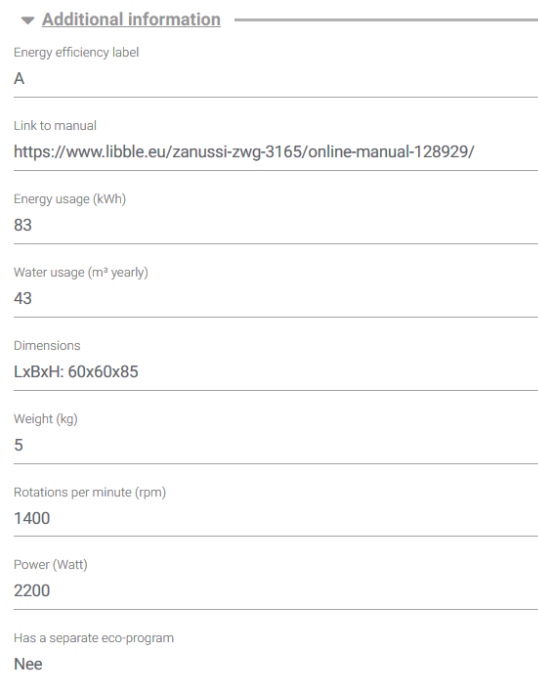 Additional information
Energy efficiency label
A
Link to manual
https://www.libble.eu/zanussi-zwg-3165/online-manual-128929/
Energy usage (kWh)
83
Water usage (m³ yearly)
43
Dimensions
LxBxH: 60x60x85
Weight (kg)
5
Rotations per minute (rpm)
1400
Power (Watt)
2200
Has a separate eco-program
Nee